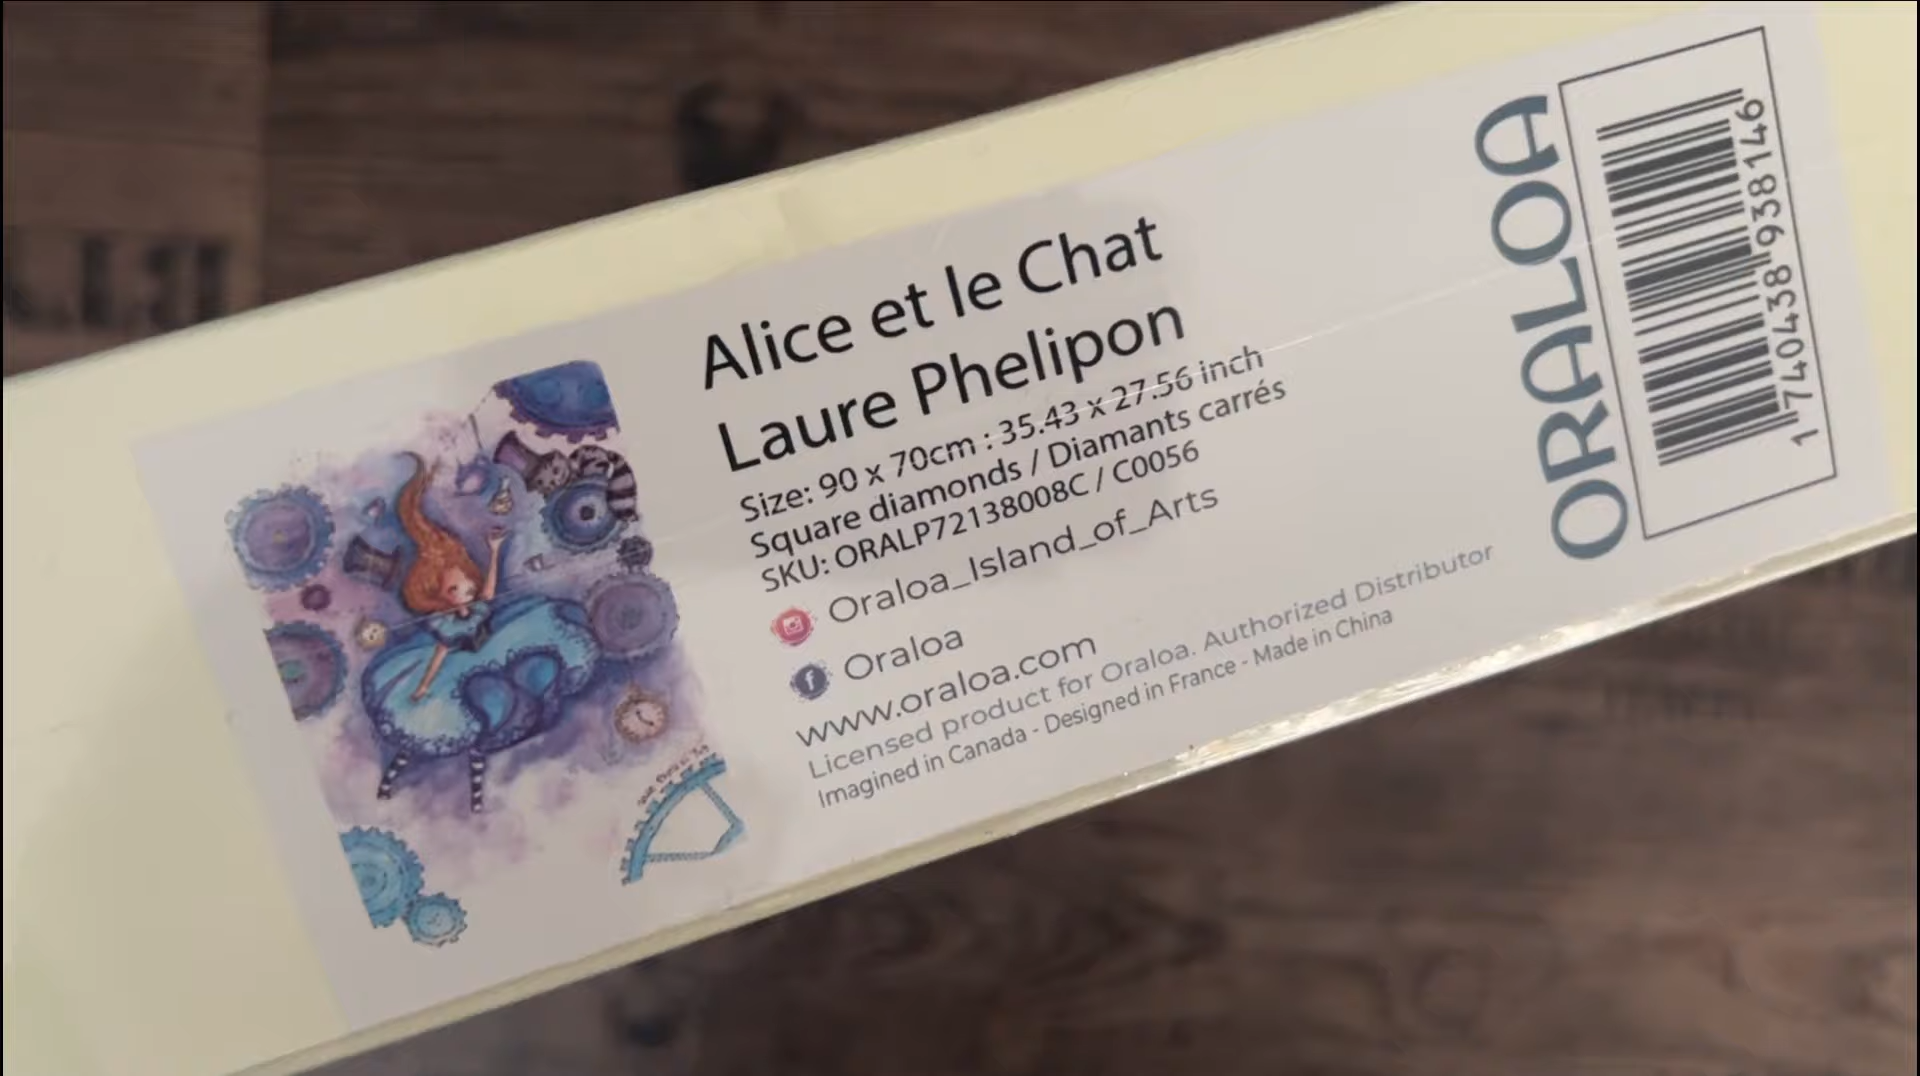 Alice et le Chat
Laure Phelipon
Size: 90 x 70cm : 35.43 x 27.56 inch
Square diamonds / Diamants carrés
SKU: ORALP72138008C / C0056
Oraloa_Island_of_Arts
Oraloa
www.oraloa.com
Licensed product for Oraloa. Authorized Distributor
Imagined in Canada - Designed in France - Made in China
ORALOA
1 740438 938146